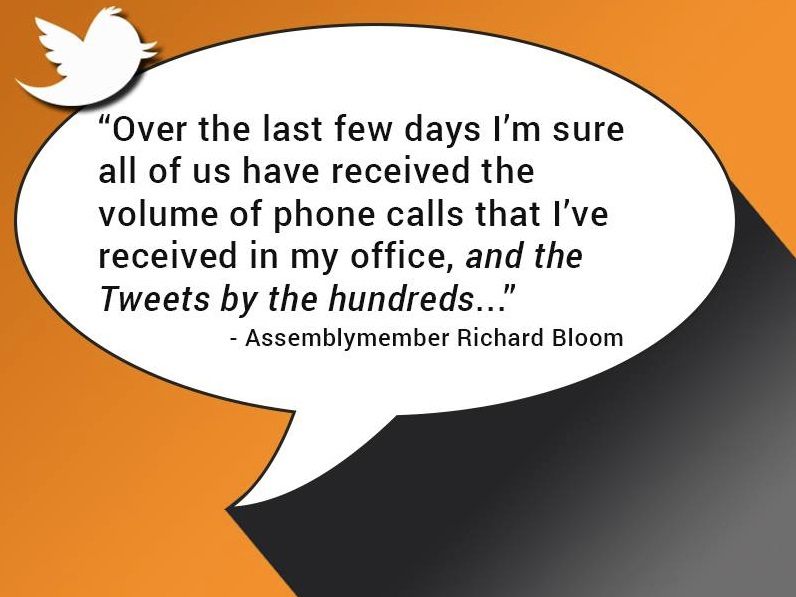 “Over the last few days I’m sure
all of us have received the
volume of phone calls that I’ve
received in my office, and the
Tweets by the hundreds...”
- Assemblymember Richard Bloom